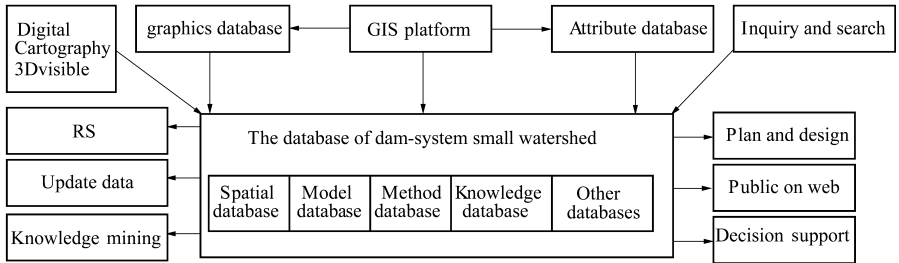 Digital
Cartography
3Dvisible
graphics database
GIS platform
Attribute database
Inquiry and search
RS
Update data
Knowledge mining
The database of dam-system small watershed
Spatial
database
Model
database
Method
database
Knowledge
database
Other
databases
Plan and design
Public on web
Decision support